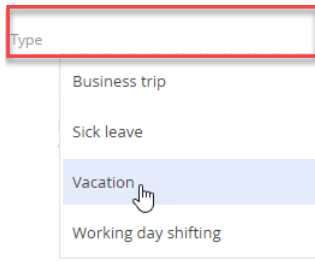 Type
Business trip
Sick leave
Vacation
Working day shifting